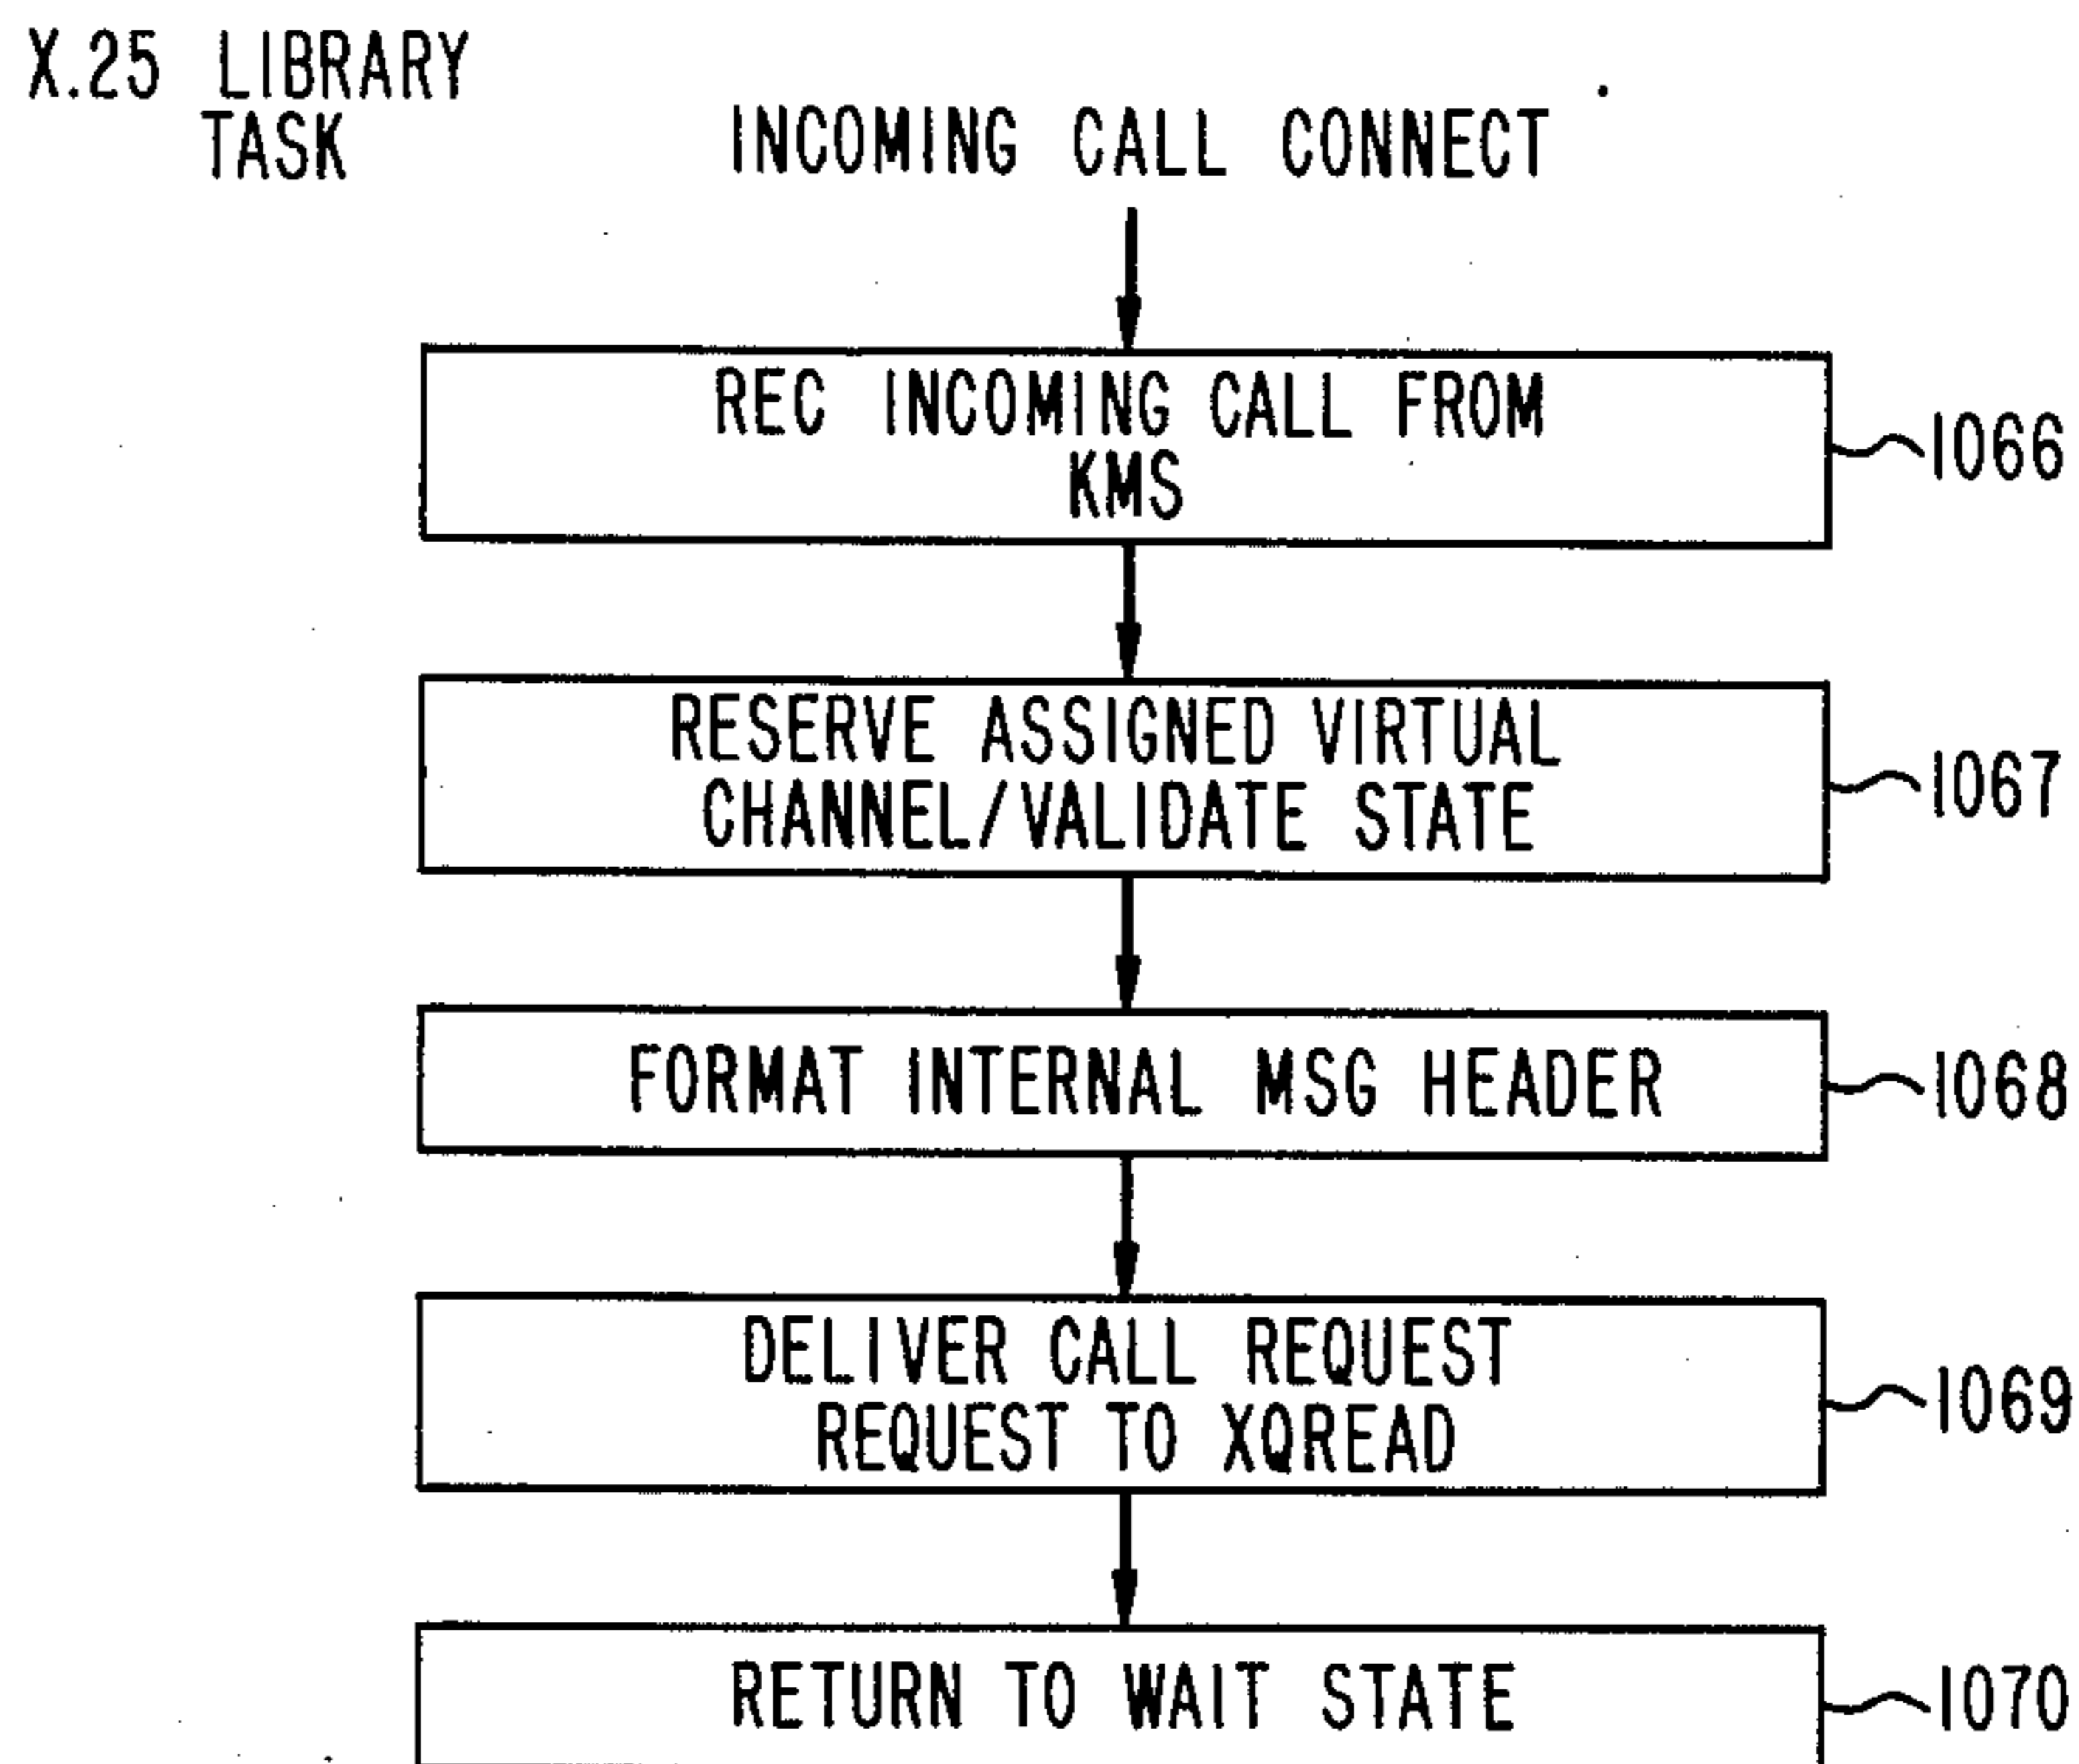 X.25 LIBRARY
TASK
INCOMING CALL CONNECT
REC INCOMING CALL FROM
KMS
1066
RESERVE ASSIGNED VIRTUAL
CHANNEL/VALIDATE STATE
1067
FORMAT INTERNAL MSG HEADER
1068
DELIVER CALL REQUEST
REQUEST TO XQREAD
1069
RETURN TO WAIT STATE
1070